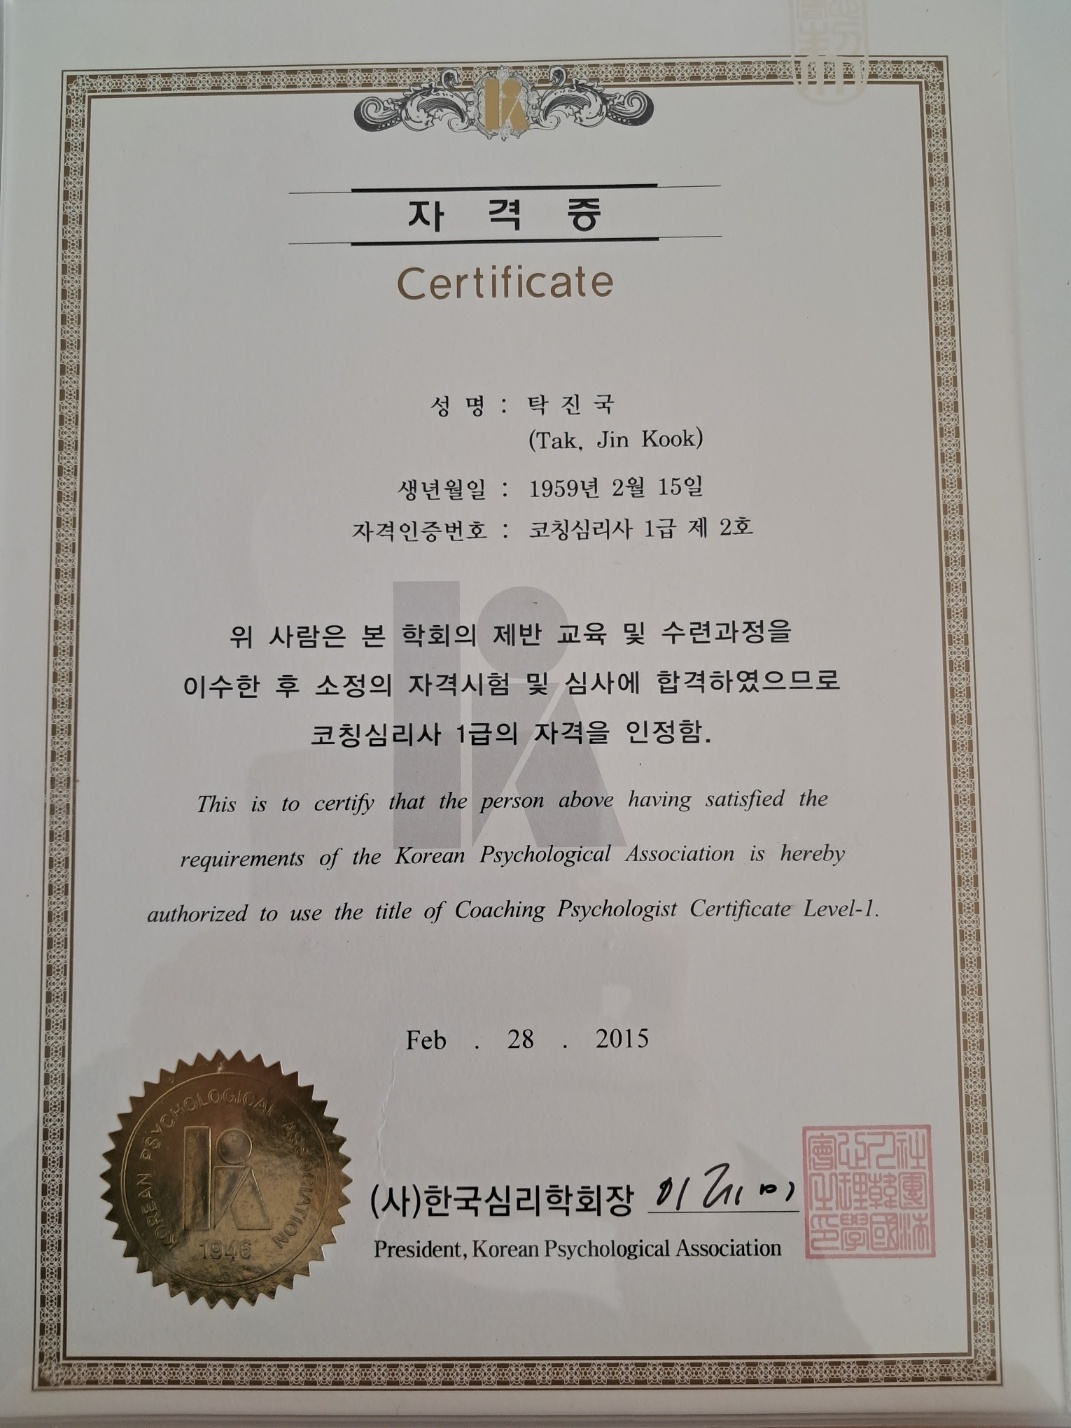 자 격 증
Certificate
성 명 : 탁 진 국
(Tak, Jin Kook)
생년월일 : 1959년 2월 15일
자격인증번호 : 코칭심리사 1급 제 2호
위 사람은 본 학회의 제반 교육 및 수련과정을
이수한 후 소정의 자격시험 및 심사에 합격하였으므로
코칭심리사 1급의 자격을 인정함.
This is to certify that the person above having satisfied the
requirements of the Korean Psychological Association is hereby
authorized to use the title of Coaching Psychologist Certificate Level-1.
Feb . 28 . 2015
KOREAN PSYCHOLOGICAL ASSOCIATION
1946
(사)한국심리학회장
President, Korean Psychological Association